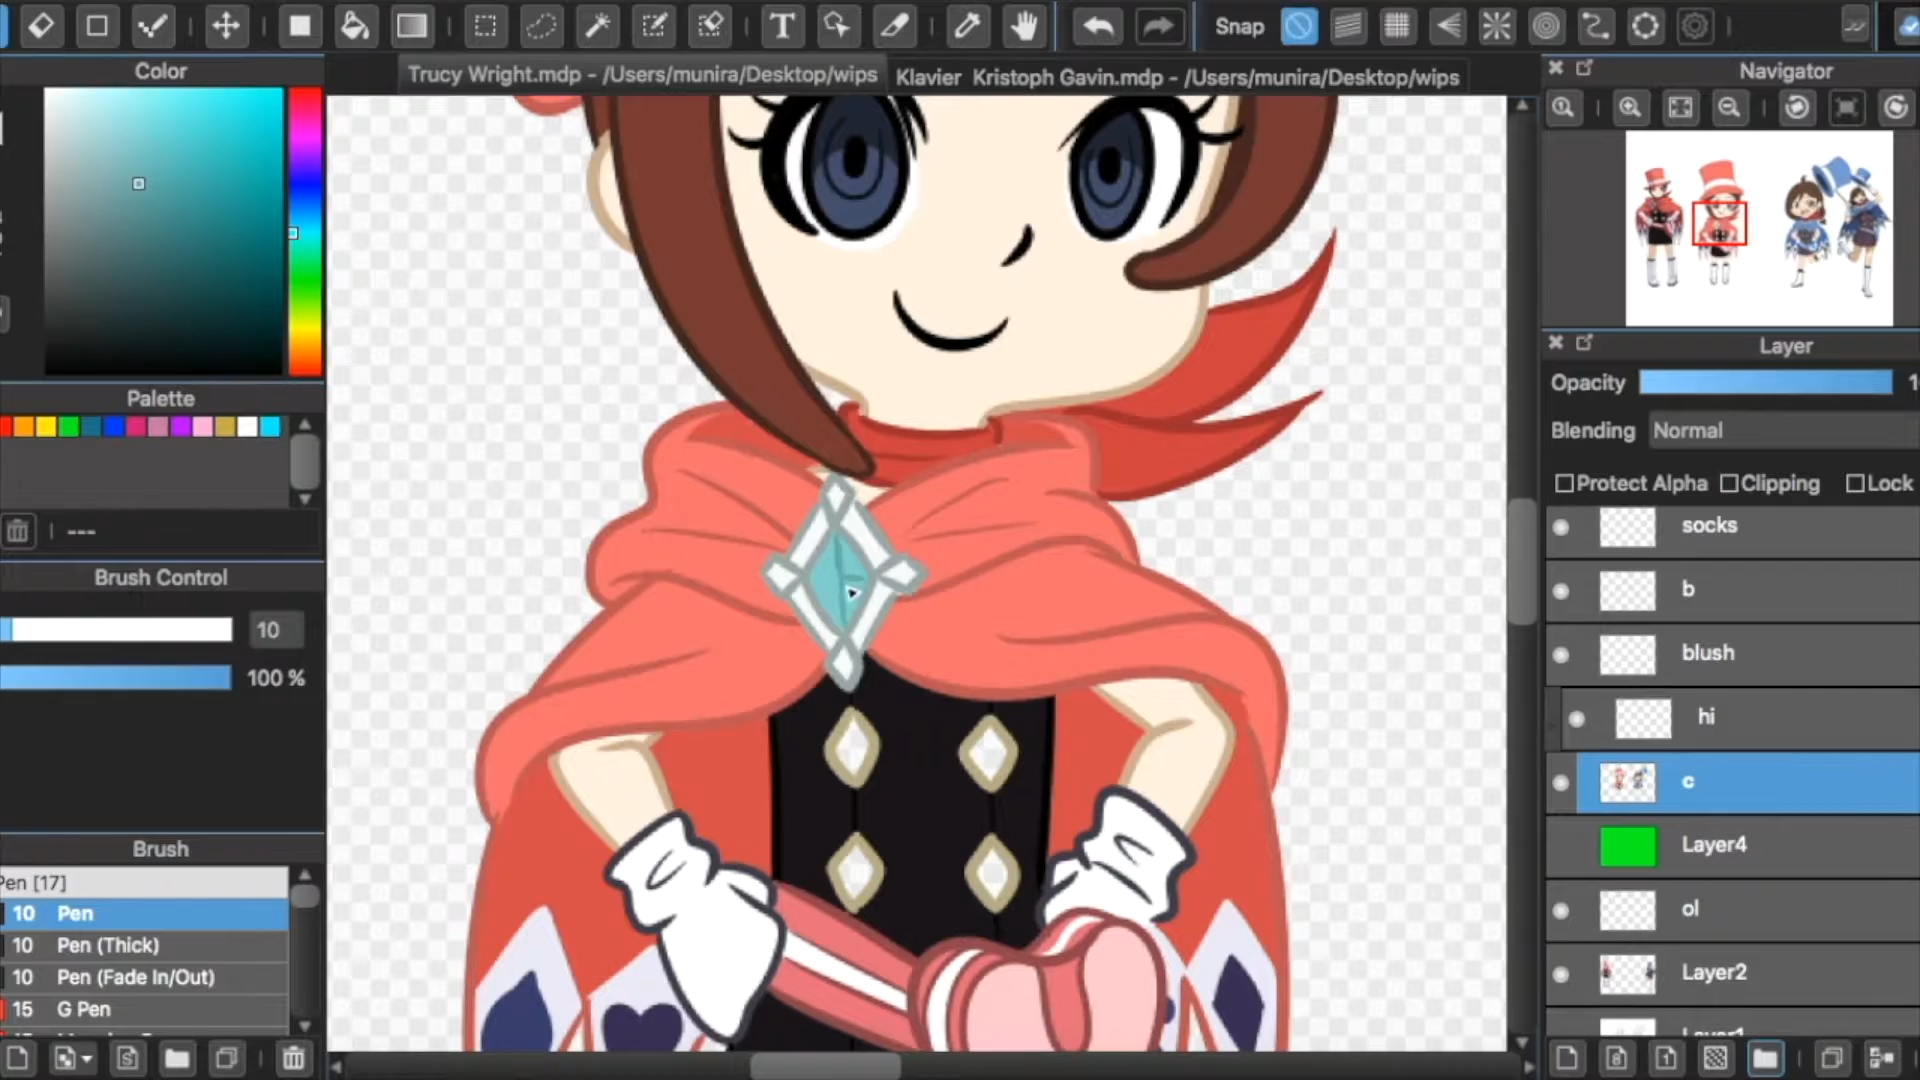 T
Snap
Color
Trucy Wright.mdp - /Users/munira/Desktop/wips
Klavier Kristoph Gavin.mdp - /Users/munira/Desktop/wips
Navigator
Palette
---
Brush Control
10
100 %
Brush
Pen [17]
10 Pen
10 Pen (Thick)
10 Pen (Fade In/Out)
15 G Pen
Layer
Opacity
Blending Normal
Protect Alpha Clipping Lock
socks
b
blush
hi
c
Layer4
ol
Layer2
Layer1